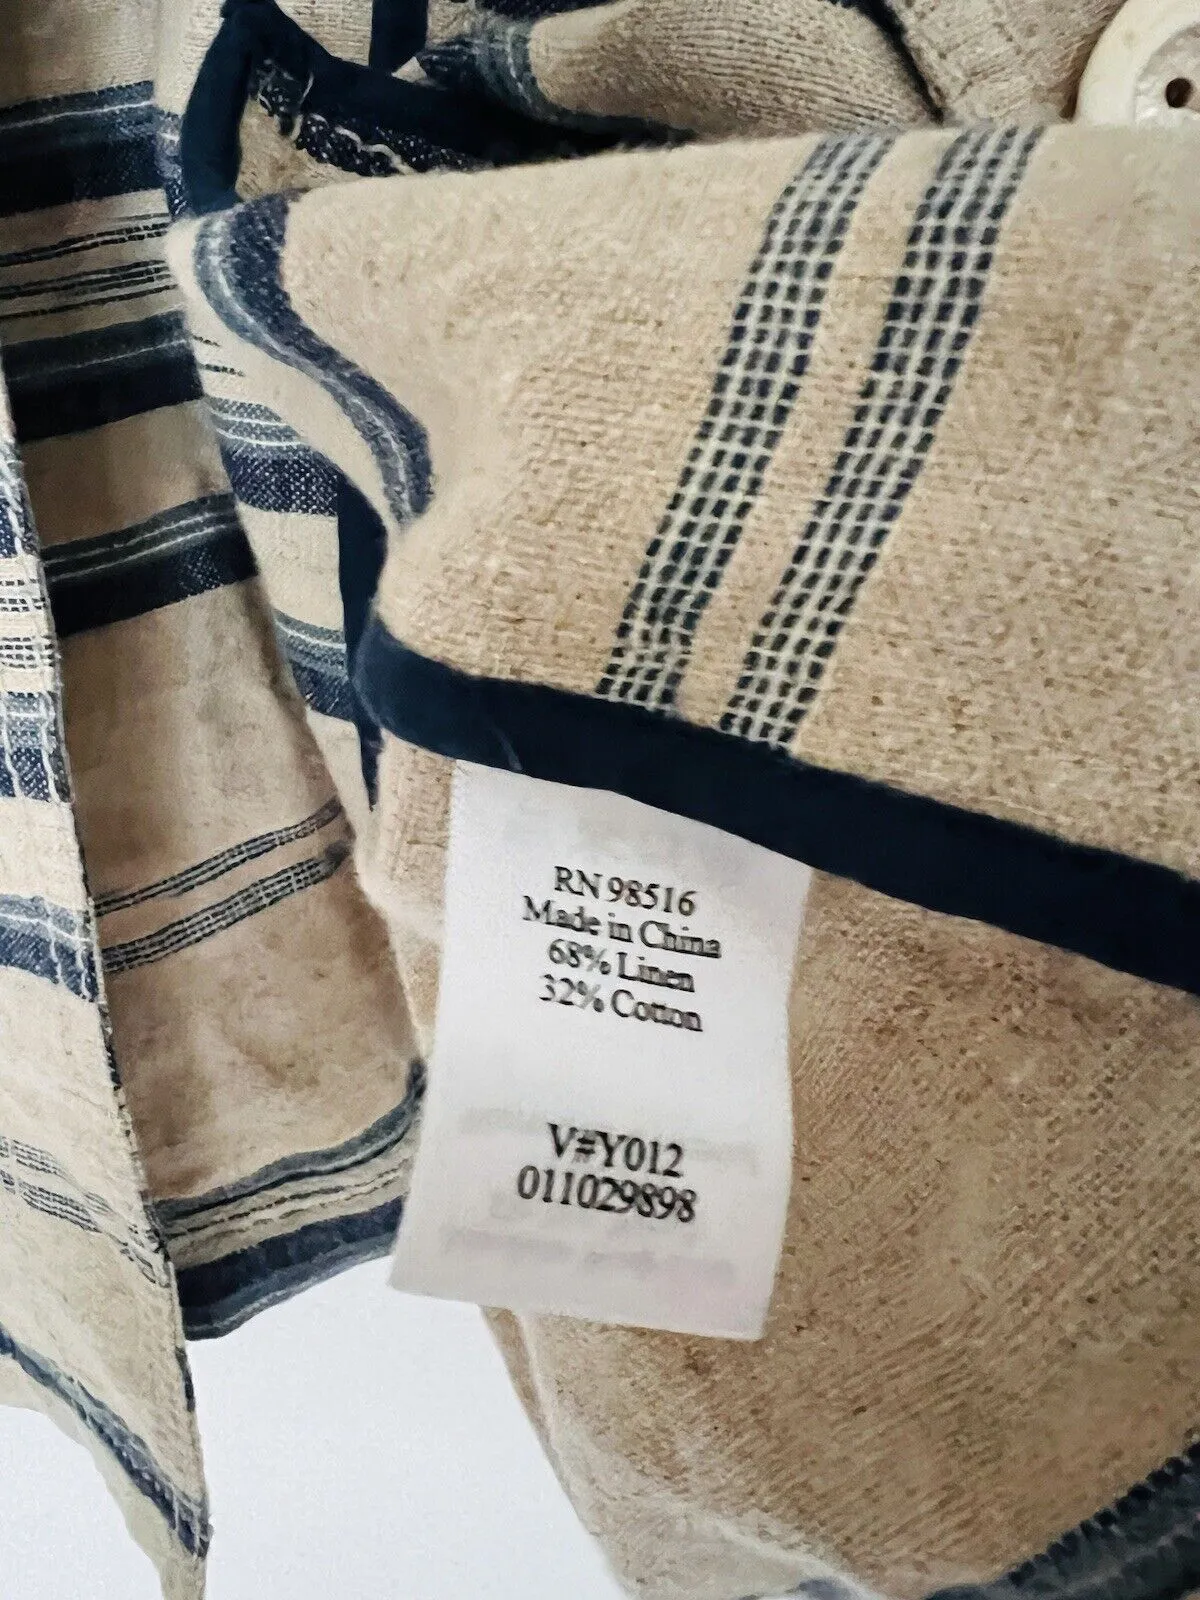 RN 98516
Made in China
68% Linen
32% Cotton
V#Y012
011029898